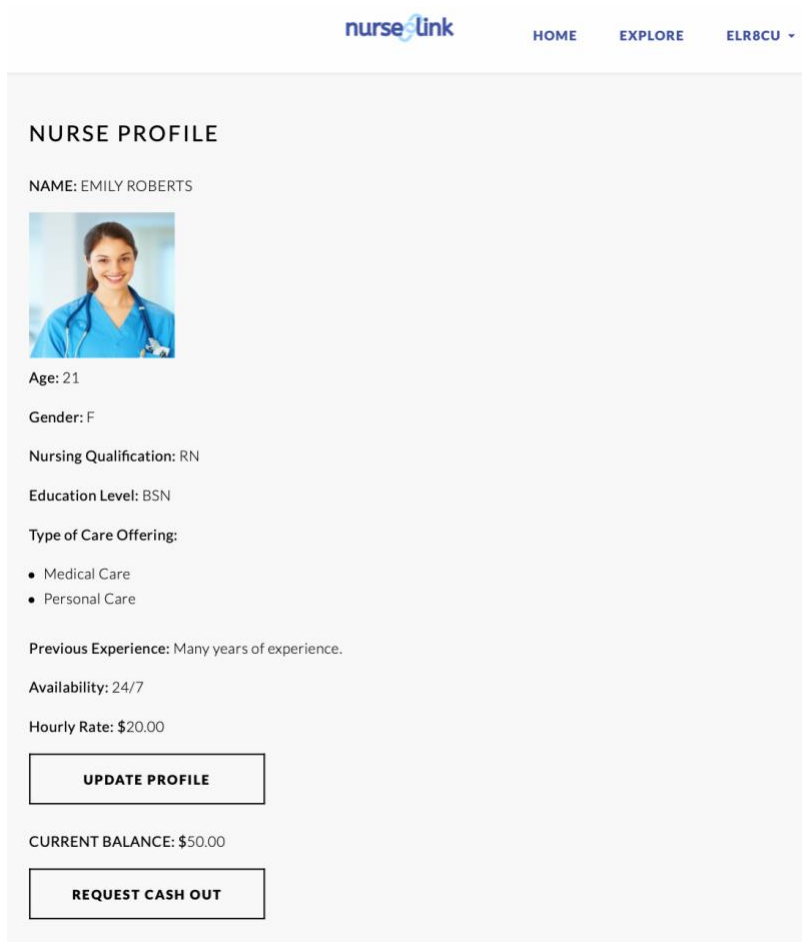 nurse link
HOME EXPLORE ELR8CU
NURSE PROFILE
NAME: EMILY ROBERTS
Age: 21
Gender: F
Nursing Qualification: RN
Education Level: BSN
Type of Care Offering:
• Medical Care
• Personal Care
Previous Experience: Many years of experience.
Availability: 24/7
Hourly Rate: $20.00
UPDATE PROFILE
CURRENT BALANCE: $50.00
REQUEST CASH OUT